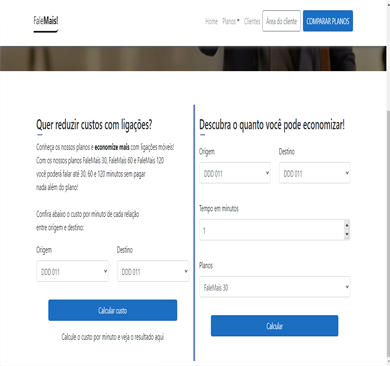 FaleMais!
Home
Planos
Clientes
Área do cliente
COMPARAR PLANOS
Quer reduzir custos com ligações?
Conheça os nossos planos e economize mais com ligações móveis!
Com os nossos planos FaleMais 30, FaleMais 60 e FaleMais 120
você poderá falar até 30, 60 e 120 minutos sem pagar
nada além do plano!
Confira abaixo o custo por minuto de cada relação
entre origem e destino:
Origem
Destino
DDD 011
DDD 011
Calcular custo
Calcule o custo por minuto e veja o resultado aqui
Descubra o quanto você pode economizar!
Origem
Destino
DDD 011
DDD 011
Tempo em minutos
1
Planos
FaleMais 30
Calcular